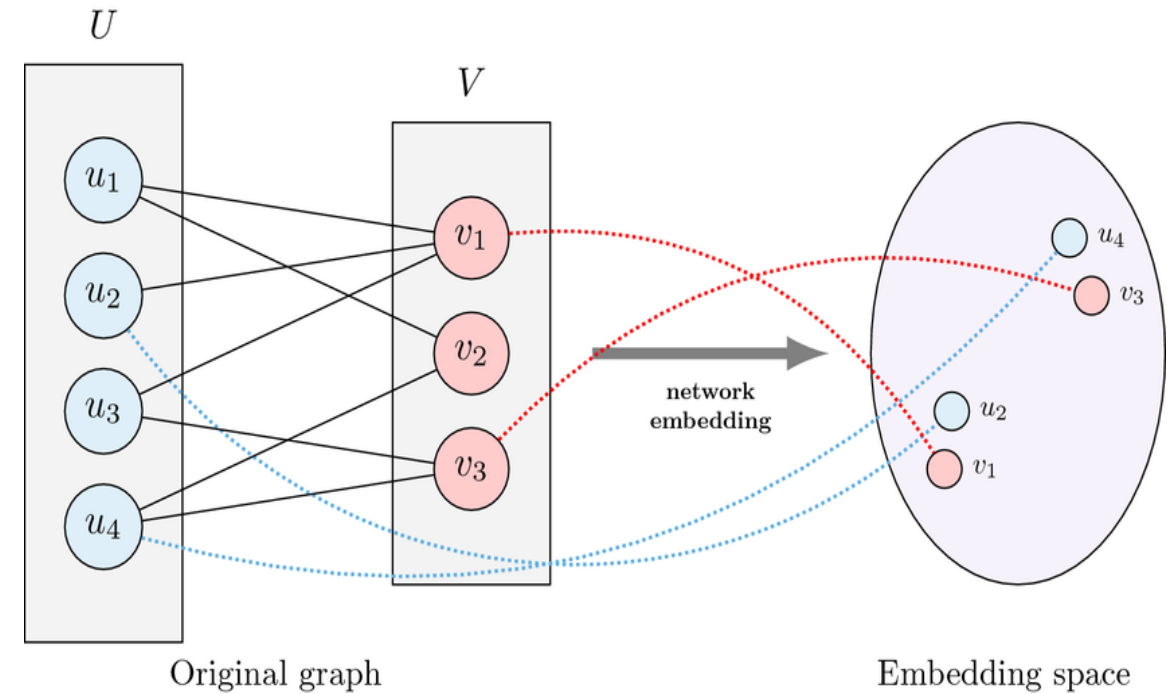 U
V
u1
u2
u3
u4
v1
v2
v3
network
embedding
u4
v3
u2
v1
Original graph
Embedding space